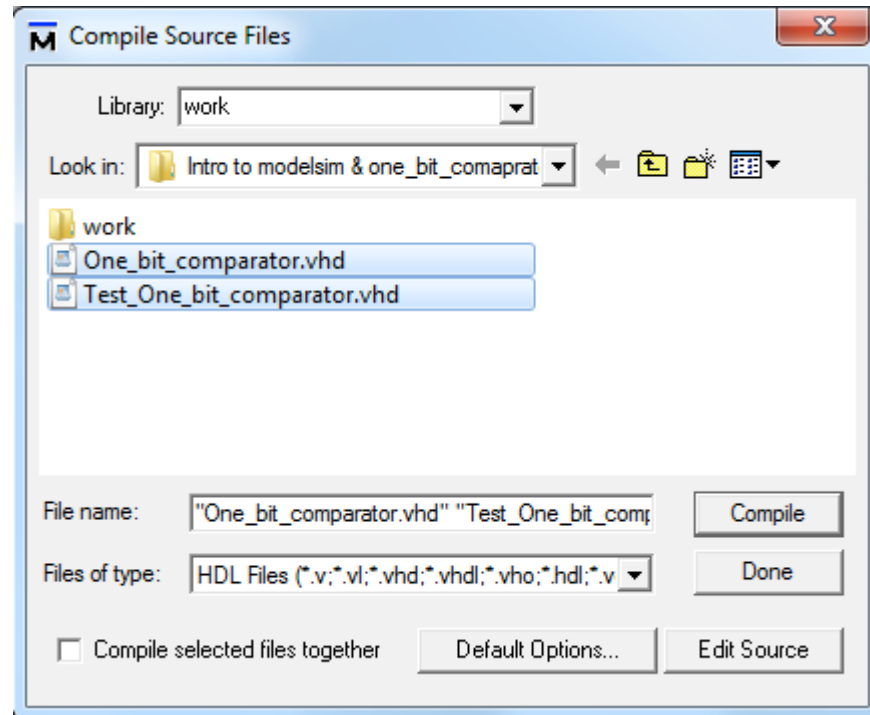 Compile Source Files
Library: work
Look in: Intro to modelsim & one_bit_comaprat
work
One_bit_comparator.vhd
Test_One_bit_comparator.vhd
File name: "One_bit_comparator.vhd" "Test_One_bit_comp
Compile
Files of type: HDL Files (*.v;*.vl;*.vhd;*.vhdl;*.vho;*.hdl;*.v
Done
Compile selected files together
Default Options...
Edit Source